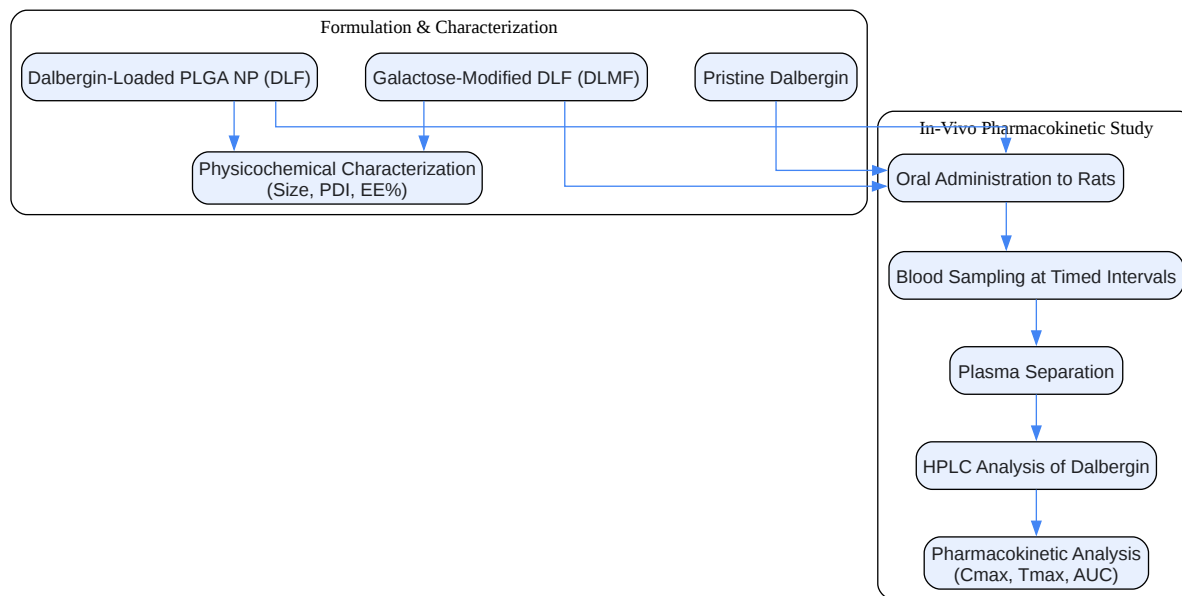 Formulation & Characterization
Dalbergin-Loaded PLGA NP (DLF)
Galactose-Modified DLF (DLMF)
Pristine Dalbergin
Physicochemical Characterization
(Size, PDI, EE%)
In-Vivo Pharmacokinetic Study
Oral Administration to Rats
Blood Sampling at Timed Intervals
Plasma Separation
HPLC Analysis of Dalbergin
Pharmacokinetic Analysis
(Cmax, Tmax, AUC)